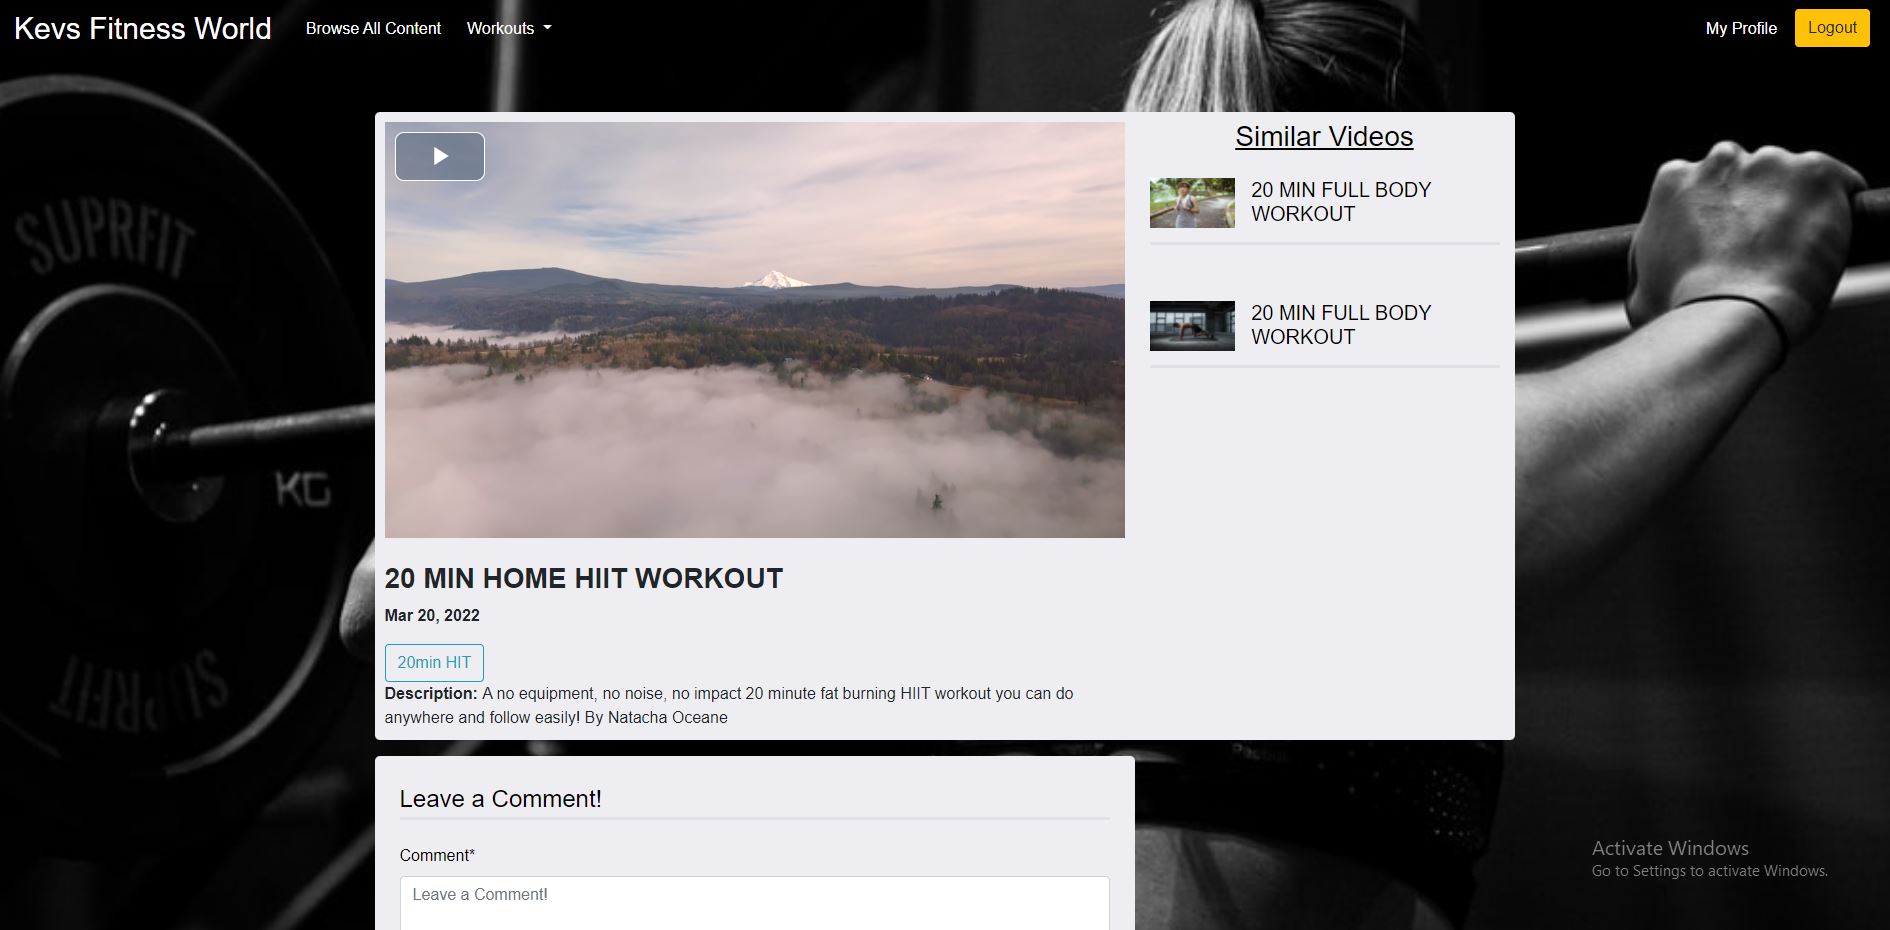 Kevs Fitness World
Browse All Content
Workouts
My Profile
Logout
SUPRFIT
KG
SUPRFIT
Similar Videos
20 MIN FULL BODY
WORKOUT
20 MIN FULL BODY
WORKOUT
20 MIN HOME HIIT WORKOUT
Mar 20, 2022
20min HIT
Description: A no equipment, no noise, no impact 20 minute fat burning HIIT workout you can do
anywhere and follow easily! By Natacha Oceane
Reebok
Leave a Comment!
Comment*
Leave a Comment!
Activate Windows
Go to Settings to activate Windows.